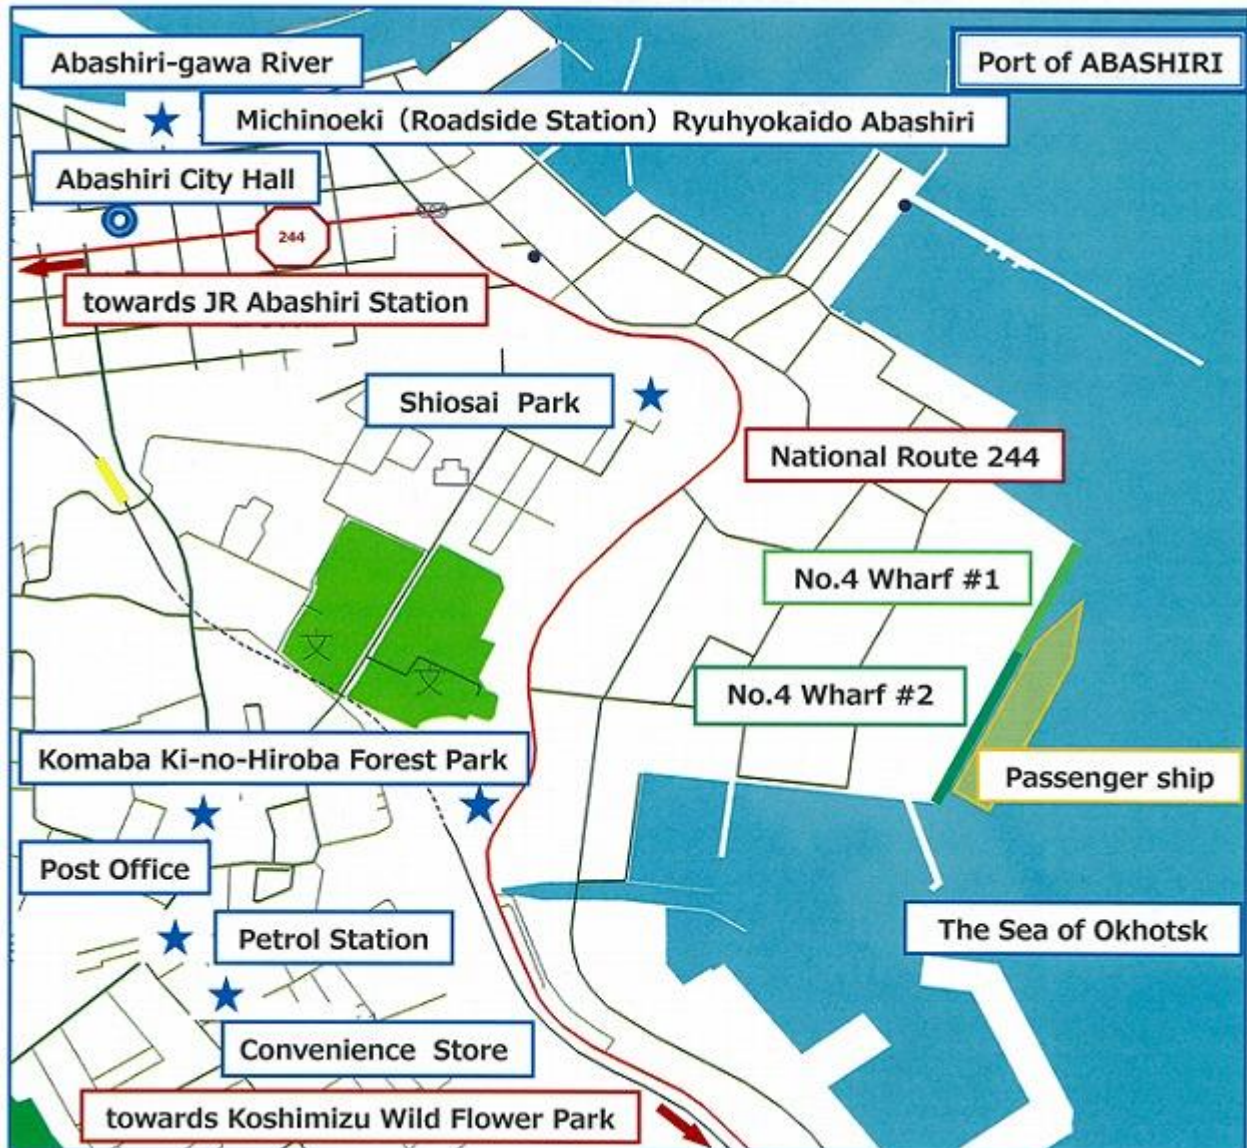 Abashiri-gawa River
Port of ABASHIRI
Michinoeki (Roadside Station) Ryuhyokaido Abashiri
Abashiri City Hall
244
towards JR Abashiri Station
Shiosai Park
National Route 244
No.4 Wharf #1
文
文
No.4 Wharf #2
Komaba Ki-no-Hiroba Forest Park
Passenger ship
Post Office
The Sea of Okhotsk
Petrol Station
Convenience Store
towards Koshimizu Wild Flower Park